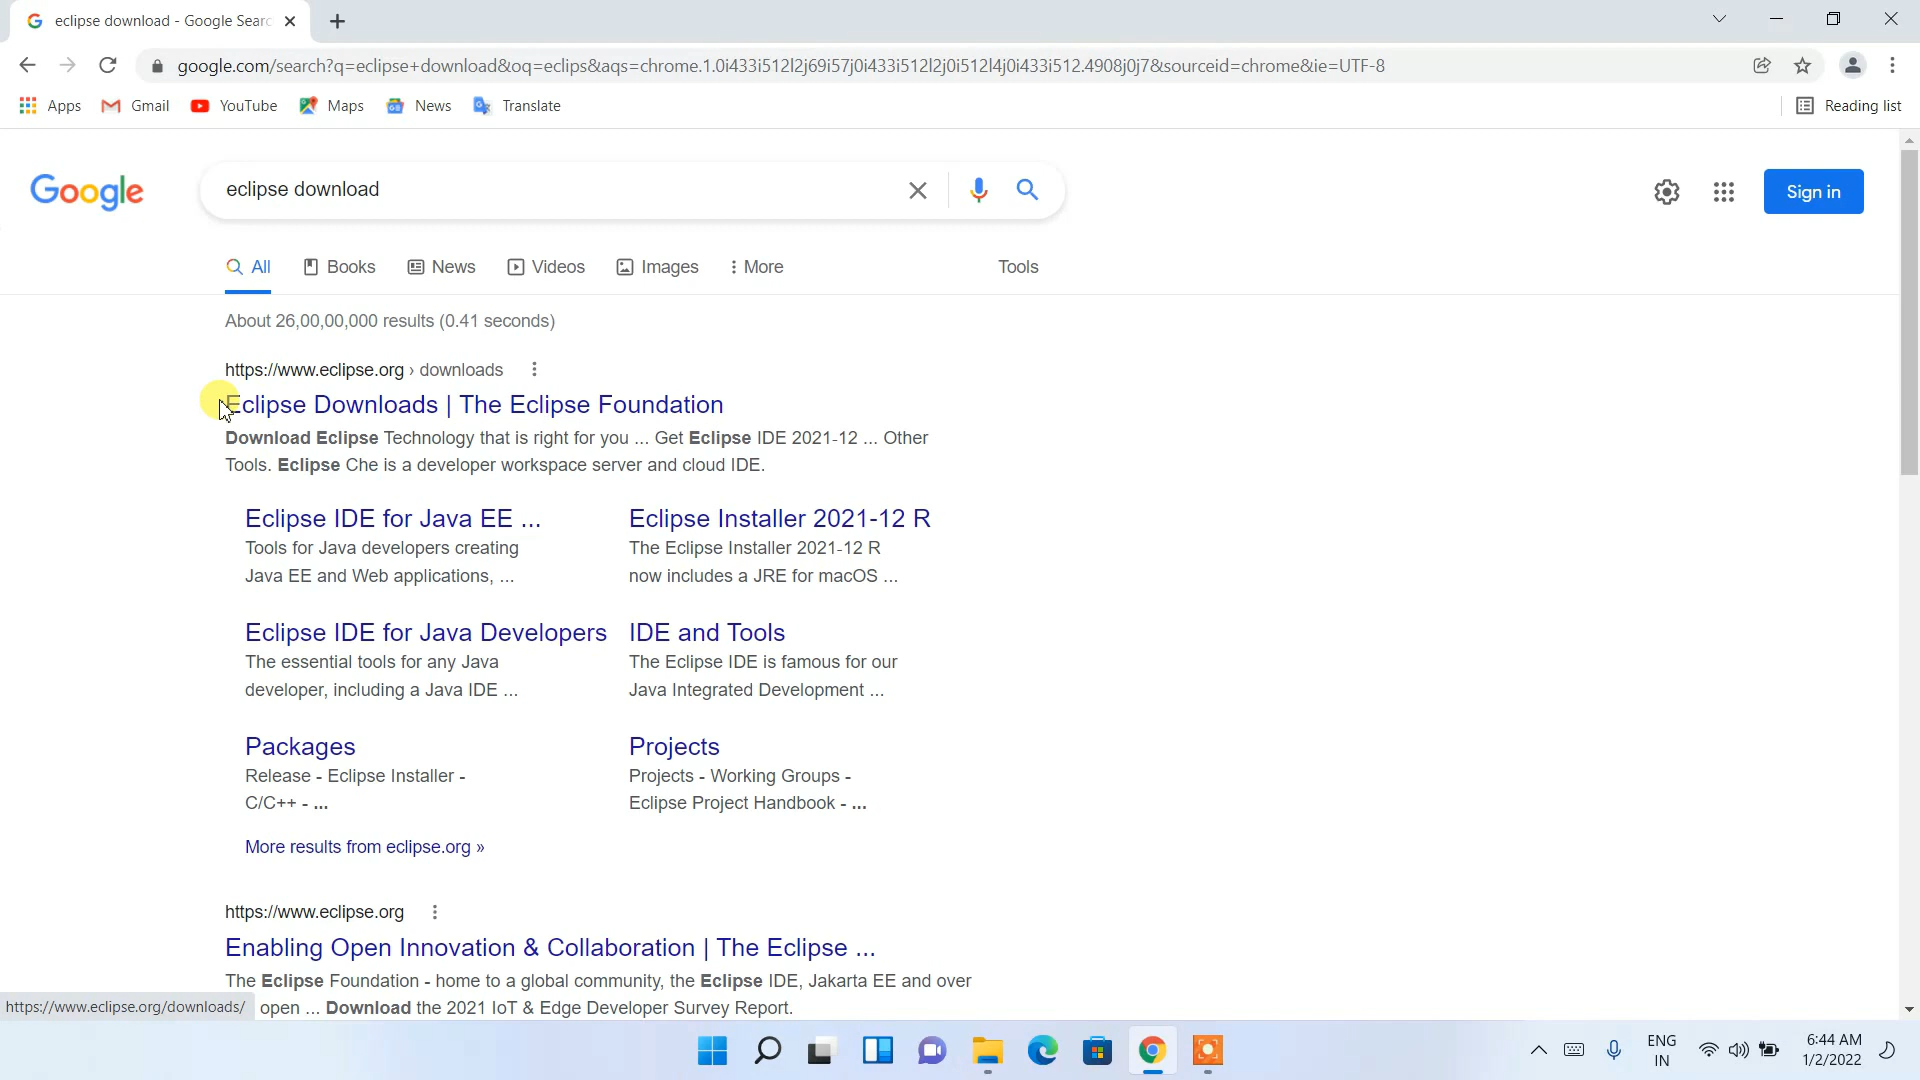 eclipse download - Google Searc
google.com/search?q=eclipse+download&oq=eclips&aqs=chrome.1.0i433i512l2j69i57j0i433i512l2j0i512l4j0i433i512.4908j0j7&sourceid=chrome&ie=UTF-8
Apps Gmail YouTube Maps News Translate Reading list
Google eclipse download Sign in
All Books News Videos Images More Tools
About 26,00,00,000 results (0.41 seconds)
https://www.eclipse.org › downloads
Eclipse Downloads | The Eclipse Foundation
Download Eclipse Technology that is right for you ... Get Eclipse IDE 2021-12 ... Other
Tools. Eclipse Che is a developer workspace server and cloud IDE.
Eclipse IDE for Java EE ...
Tools for Java developers creating
Java EE and Web applications, ...
Eclipse Installer 2021-12 R
The Eclipse Installer 2021-12 R
now includes a JRE for macOS ...
Eclipse IDE for Java Developers
The essential tools for any Java
developer, including a Java IDE ...
IDE and Tools
The Eclipse IDE is famous for our
Java Integrated Development ...
Packages
Release - Eclipse Installer -
C/C++ - ...
Projects
Projects - Working Groups -
Eclipse Project Handbook - ...
More results from eclipse.org »
https://www.eclipse.org
Enabling Open Innovation & Collaboration | The Eclipse ...
The Eclipse Foundation - home to a global community, the Eclipse IDE, Jakarta EE and over
open ... Download the 2021 IoT & Edge Developer Survey Report.
https://www.eclipse.org/downloads/
ENG
IN
6:44 AM
1/2/2022